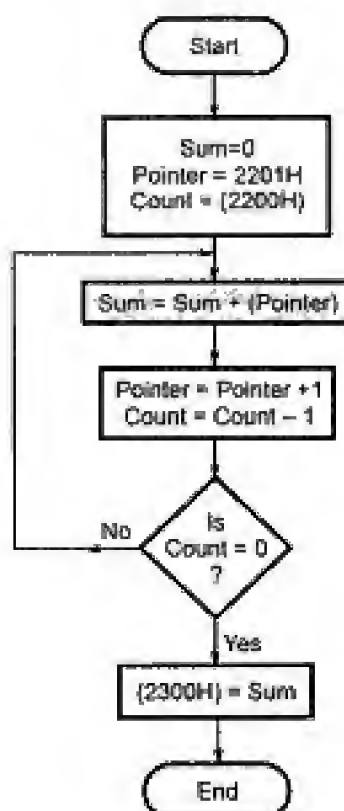 Start
Sum=0
Pointer = 2201H
Count = (2200H)
Sum = Sum + (Pointer)
Pointer = Pointer +1
Count = Count – 1
Is
Count = 0
?
No
Yes
(2300H) = Sum
End